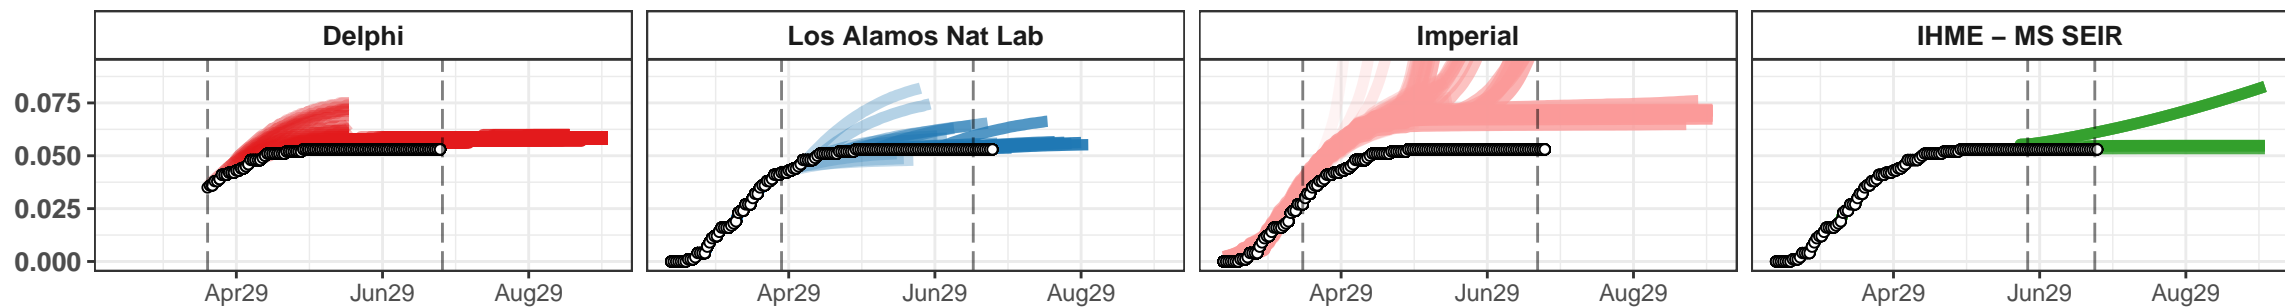 Delphi Los Alamos Nat Lab Imperial IHME – MS SEIR
0.075
0.050
0.025
0.000
Apr29 Jun29 Aug29 Apr29 Jun29 Aug29 Apr29 Jun29 Aug29 Apr29 Jun29 Aug29